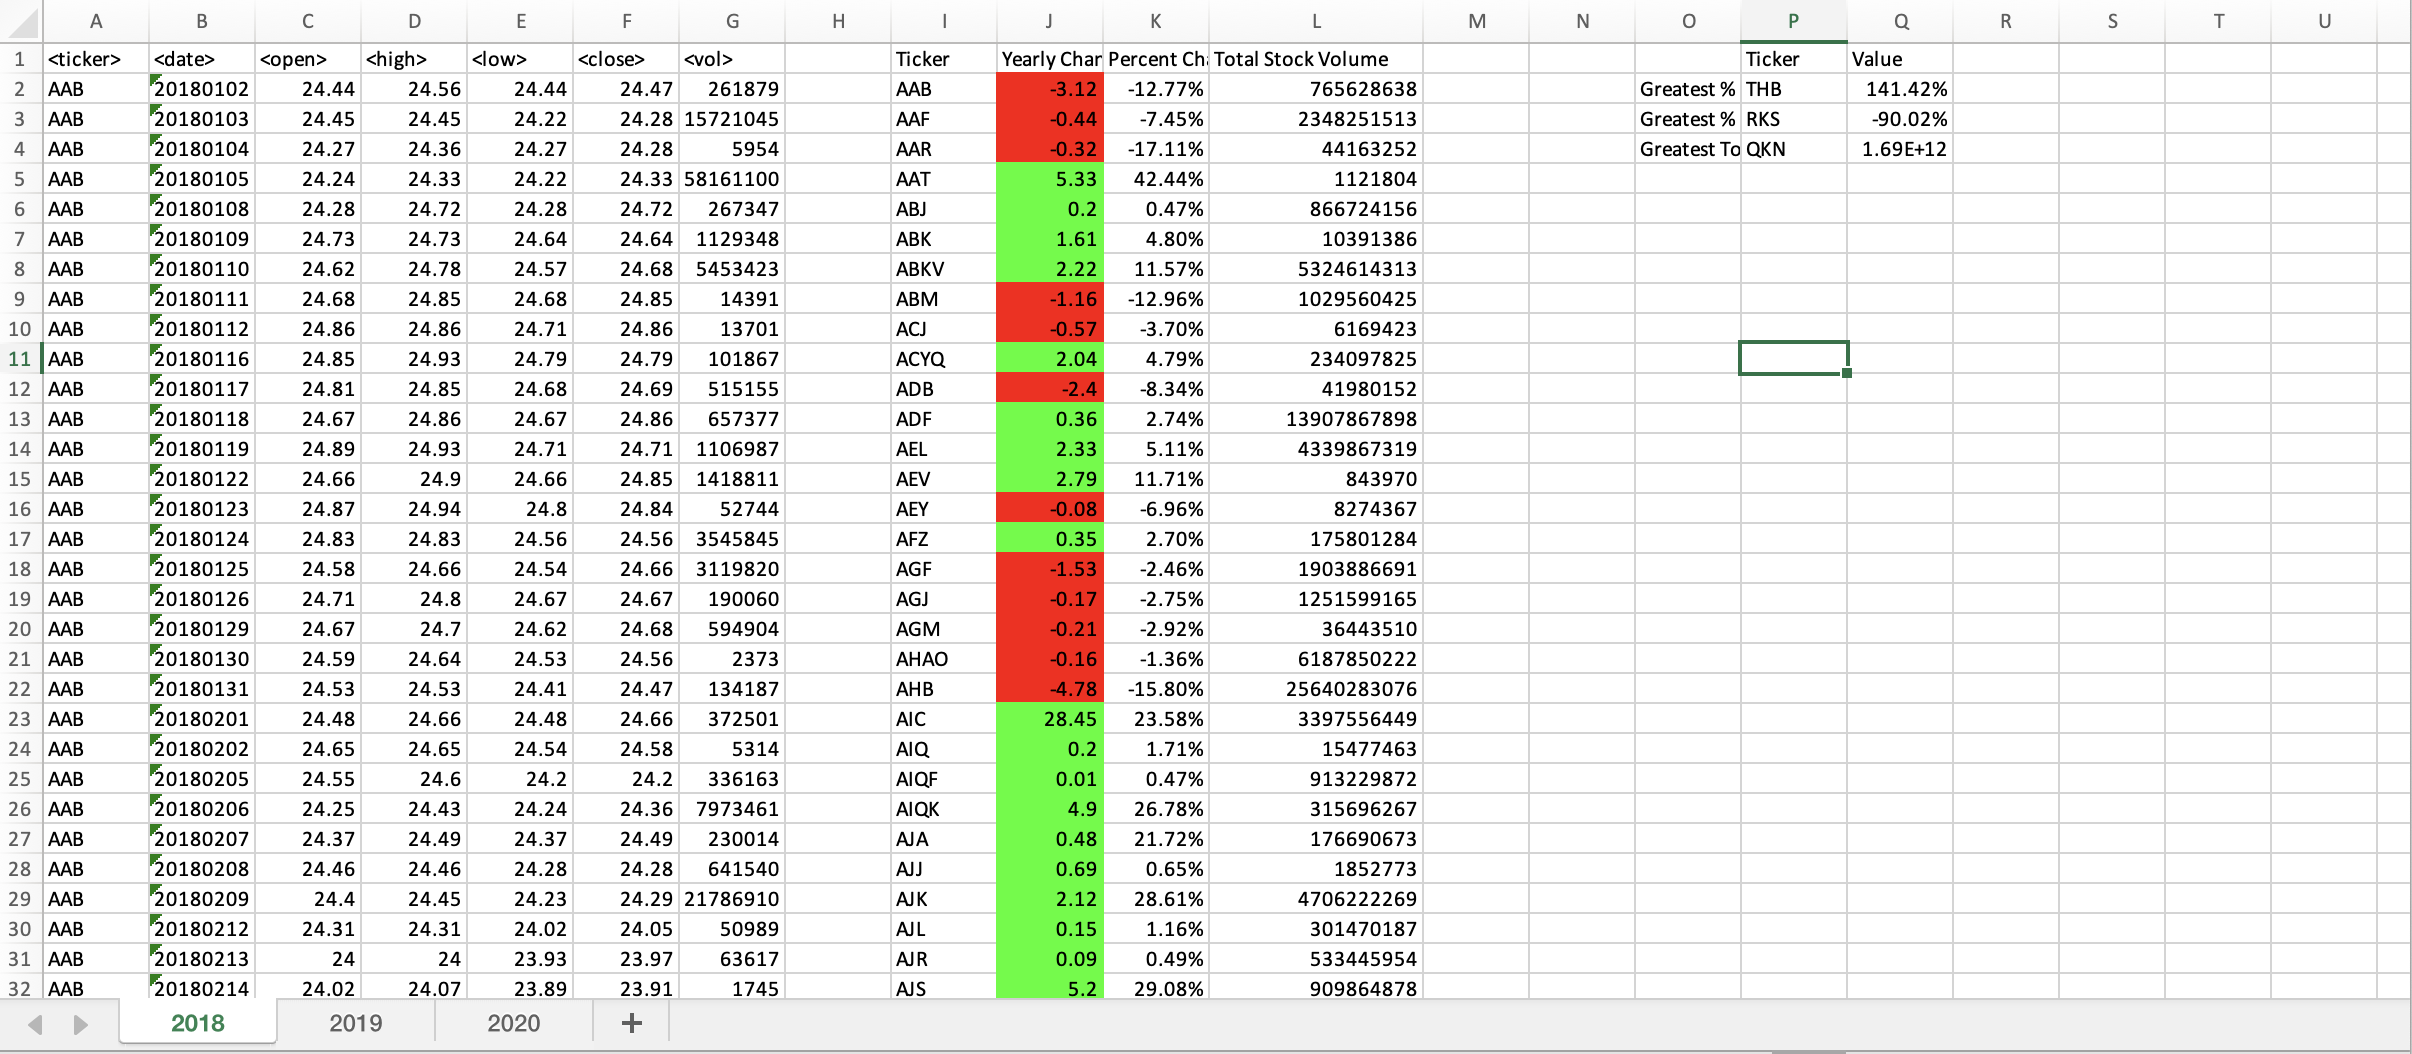 A B C D E F G H I J K L M N O P Q R S T U
1 <ticker> <date> <open> <high> <low> <close> <vol> Ticker Yearly Char Percent Cha Total Stock Volume Ticker Value
2 AAB 20180102 24.44 24.56 24.44 24.47 261879 AAB -3.12 -12.77% 765628638 Greatest % THB 141.42%
3 AAB 20180103 24.45 24.45 24.22 24.28 15721045 AAF -0.44 -7.45% 2348251513 Greatest % RKS -90.02%
4 AAB 20180104 24.27 24.36 24.27 24.28 5954 AAR -0.32 -17.11% 44163252 Greatest To QKN 1.69E+12
5 AAB 20180105 24.24 24.33 24.22 24.33 58161100 AAT 5.33 42.44% 1121804
6 AAB 20180108 24.28 24.72 24.28 24.72 267347 ABJ 0.2 0.47% 866724156
7 AAB 20180109 24.73 24.73 24.64 24.64 1129348 ABK 1.61 4.80% 10391386
8 AAB 20180110 24.62 24.78 24.57 24.68 5453423 ABKV 2.22 11.57% 5324614313
9 AAB 20180111 24.68 24.85 24.68 24.85 14391 ABM -1.16 -12.96% 1029560425
10 AAB 20180112 24.86 24.86 24.71 24.86 13701 ACJ -0.57 -3.70% 6169423
11 AAB 20180116 24.85 24.93 24.79 24.79 101867 ACYQ 2.04 4.79% 234097825
12 AAB 20180117 24.81 24.85 24.68 24.69 515155 ADB -2.4 -8.34% 41980152
13 AAB 20180118 24.67 24.86 24.67 24.86 657377 ADF 0.36 2.74% 13907867898
14 AAB 20180119 24.89 24.93 24.71 24.71 1106987 AEL 2.33 5.11% 4339867319
15 AAB 20180122 24.66 24.9 24.66 24.85 1418811 AEV 2.79 11.71% 843970
16 AAB 20180123 24.87 24.94 24.8 24.84 52744 AEY -0.08 -6.96% 8274367
17 AAB 20180124 24.83 24.83 24.56 24.56 3545845 AFZ 0.35 2.70% 175801284
18 AAB 20180125 24.58 24.66 24.54 24.66 3119820 AGF -1.53 -2.46% 1903886691
19 AAB 20180126 24.71 24.8 24.67 24.67 190060 AGJ -0.17 -2.75% 1251599165
20 AAB 20180129 24.67 24.7 24.62 24.68 594904 AGM -0.21 -2.92% 36443510
21 AAB 20180130 24.59 24.64 24.53 24.56 2373 AHAO -0.16 -1.36% 6187850222
22 AAB 20180131 24.53 24.53 24.41 24.47 134187 AHB -4.78 -15.80% 25640283076
23 AAB 20180201 24.48 24.66 24.48 24.66 372501 AIC 28.45 23.58% 3397556449
24 AAB 20180202 24.65 24.65 24.54 24.58 5314 AIQ 0.2 1.71% 15477463
25 AAB 20180205 24.55 24.6 24.2 24.2 336163 AIQF 0.01 0.47% 913229872
26 AAB 20180206 24.25 24.43 24.24 24.36 7973461 AIQK 4.9 26.78% 315696267
27 AAB 20180207 24.37 24.49 24.37 24.49 230014 AJA 0.48 21.72% 176690673
28 AAB 20180208 24.46 24.46 24.28 24.28 641540 AJJ 0.69 0.65% 1852773
29 AAB 20180209 24.4 24.45 24.23 24.29 21786910 AJK 2.12 28.61% 4706222269
30 AAB 20180212 24.31 24.31 24.02 24.05 50989 AJL 0.15 1.16% 301470187
31 AAB 20180213 24 24 23.93 23.97 63617 AJR 0.09 0.49% 533445954
32 AAB 20180214 24.02 24.07 23.89 23.91 1745 AJS 5.2 29.08% 909864878
2018 2019 2020 +